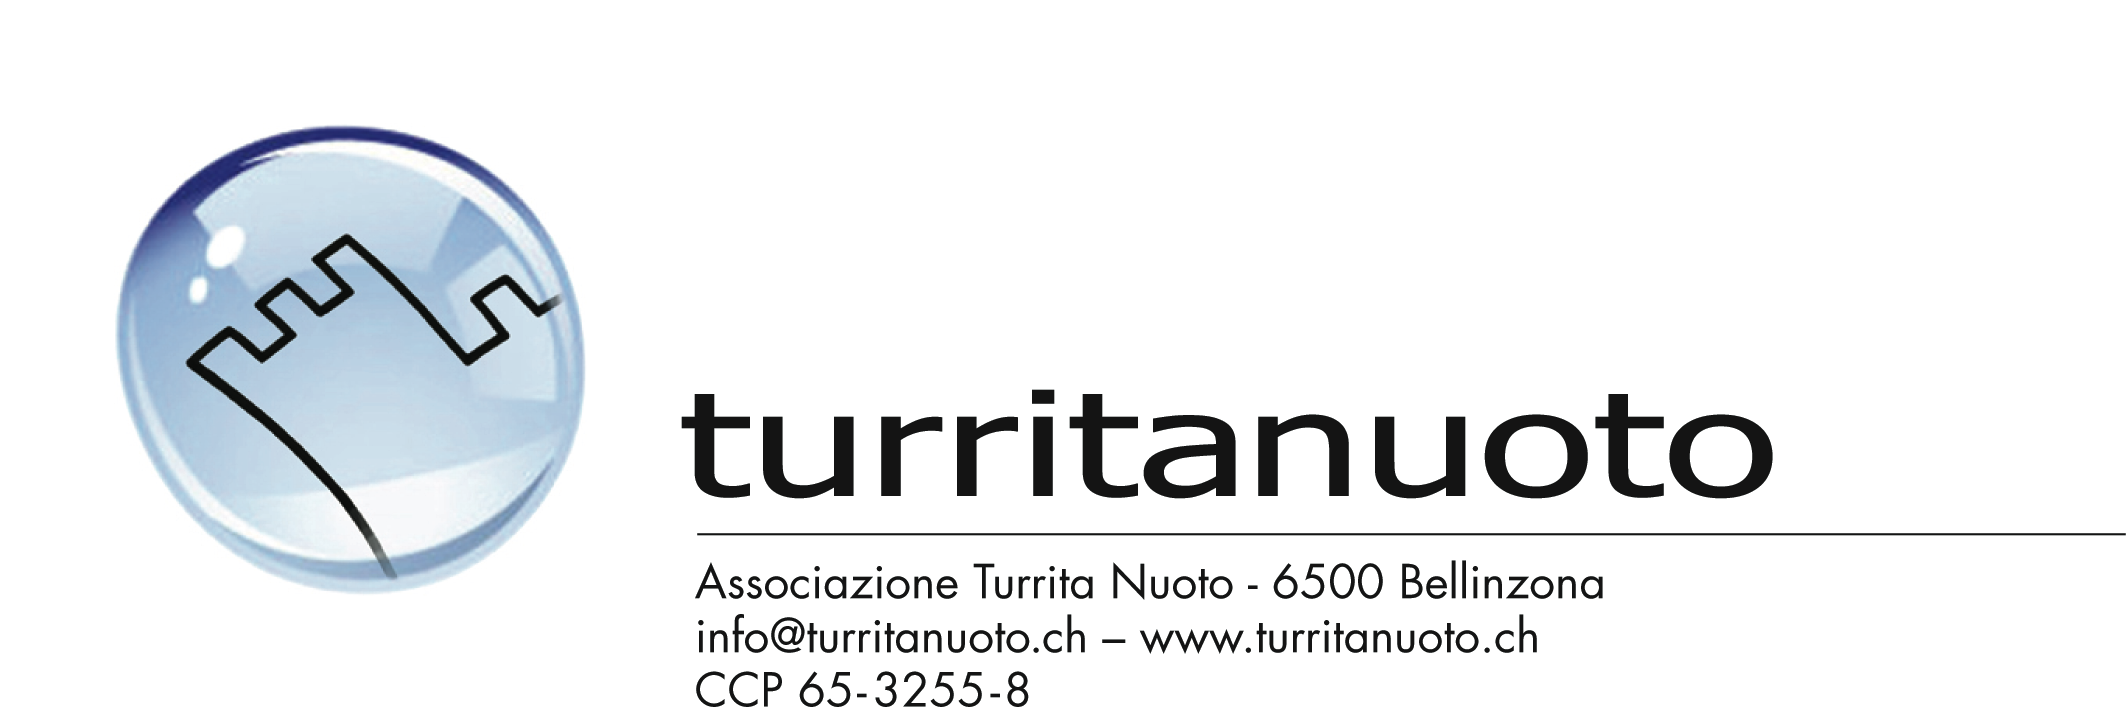 turritanuoto
Associazione Turrita Nuoto - 6500 Bellinzona
info@turritanuoto.ch – www.turritanuoto.ch
CCP 65-3255-8